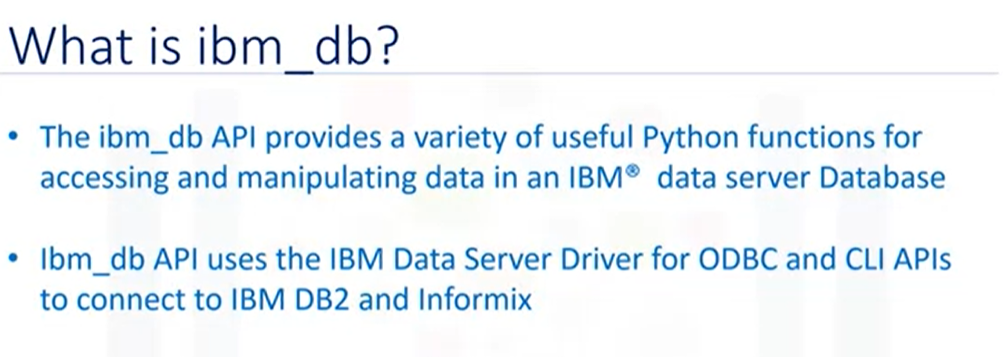 What is ibm_db?
• The ibm_db API provides a variety of useful Python functions for
accessing and manipulating data in an IBM® data server Database
• Ibm_db API uses the IBM Data Server Driver for ODBC and CLI APIs
to connect to IBM DB2 and Informix